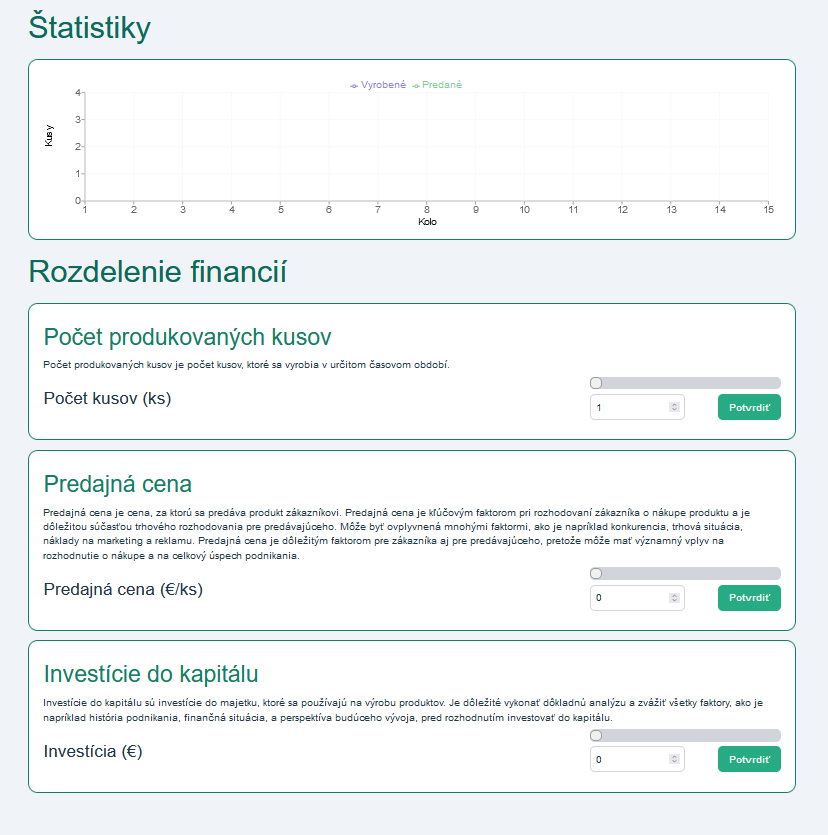 Štatistiky
Vyrobené Predané
4
3
2
1
0
Kusy
1 2 3 4 5 6 7 8 9 10 11 12 13 14 15
Kolo
Rozdelenie financií
Počet produkovaných kusov
Počet produkovaných kusov je počet kusov, ktoré sa vyrobia v určitom časovom období.
Počet kusov (ks)
1
Potvrdiť
Predajná cena
Predajná cena je cena, za ktorú sa predáva produkt zákazníkovi. Predajná cena je kľúčovým faktorom pri rozhodovaní zákazníka o nákupe produktu a je
dôležitou súčasťou trhového rozhodovania pre predávajúceho. Môže byť ovplyvnená mnohými faktormi, ako je napríklad konkurencia, trhová situácia,
náklady na marketing a reklamu. Predajná cena je dôležitým faktorom pre zákazníka aj pre predávajúceho, pretože môže mať významný vplyv na
rozhodnutie o nákupe a na celkový úspech podnikania.
Predajná cena (€/ks)
0
Potvrdiť
Investície do kapitálu
Investície do kapitálu sú investície do majetku, ktoré sa používajú na výrobu produktov. Je dôležité vykonať dôkladnú analýzu a zvážiť všetky faktory, ako je
napríklad história podnikania, finančná situácia, a perspektíva budúceho vývoja, pred rozhodnutím investovať do kapitálu.
Investícia (€)
0
Potvrdiť